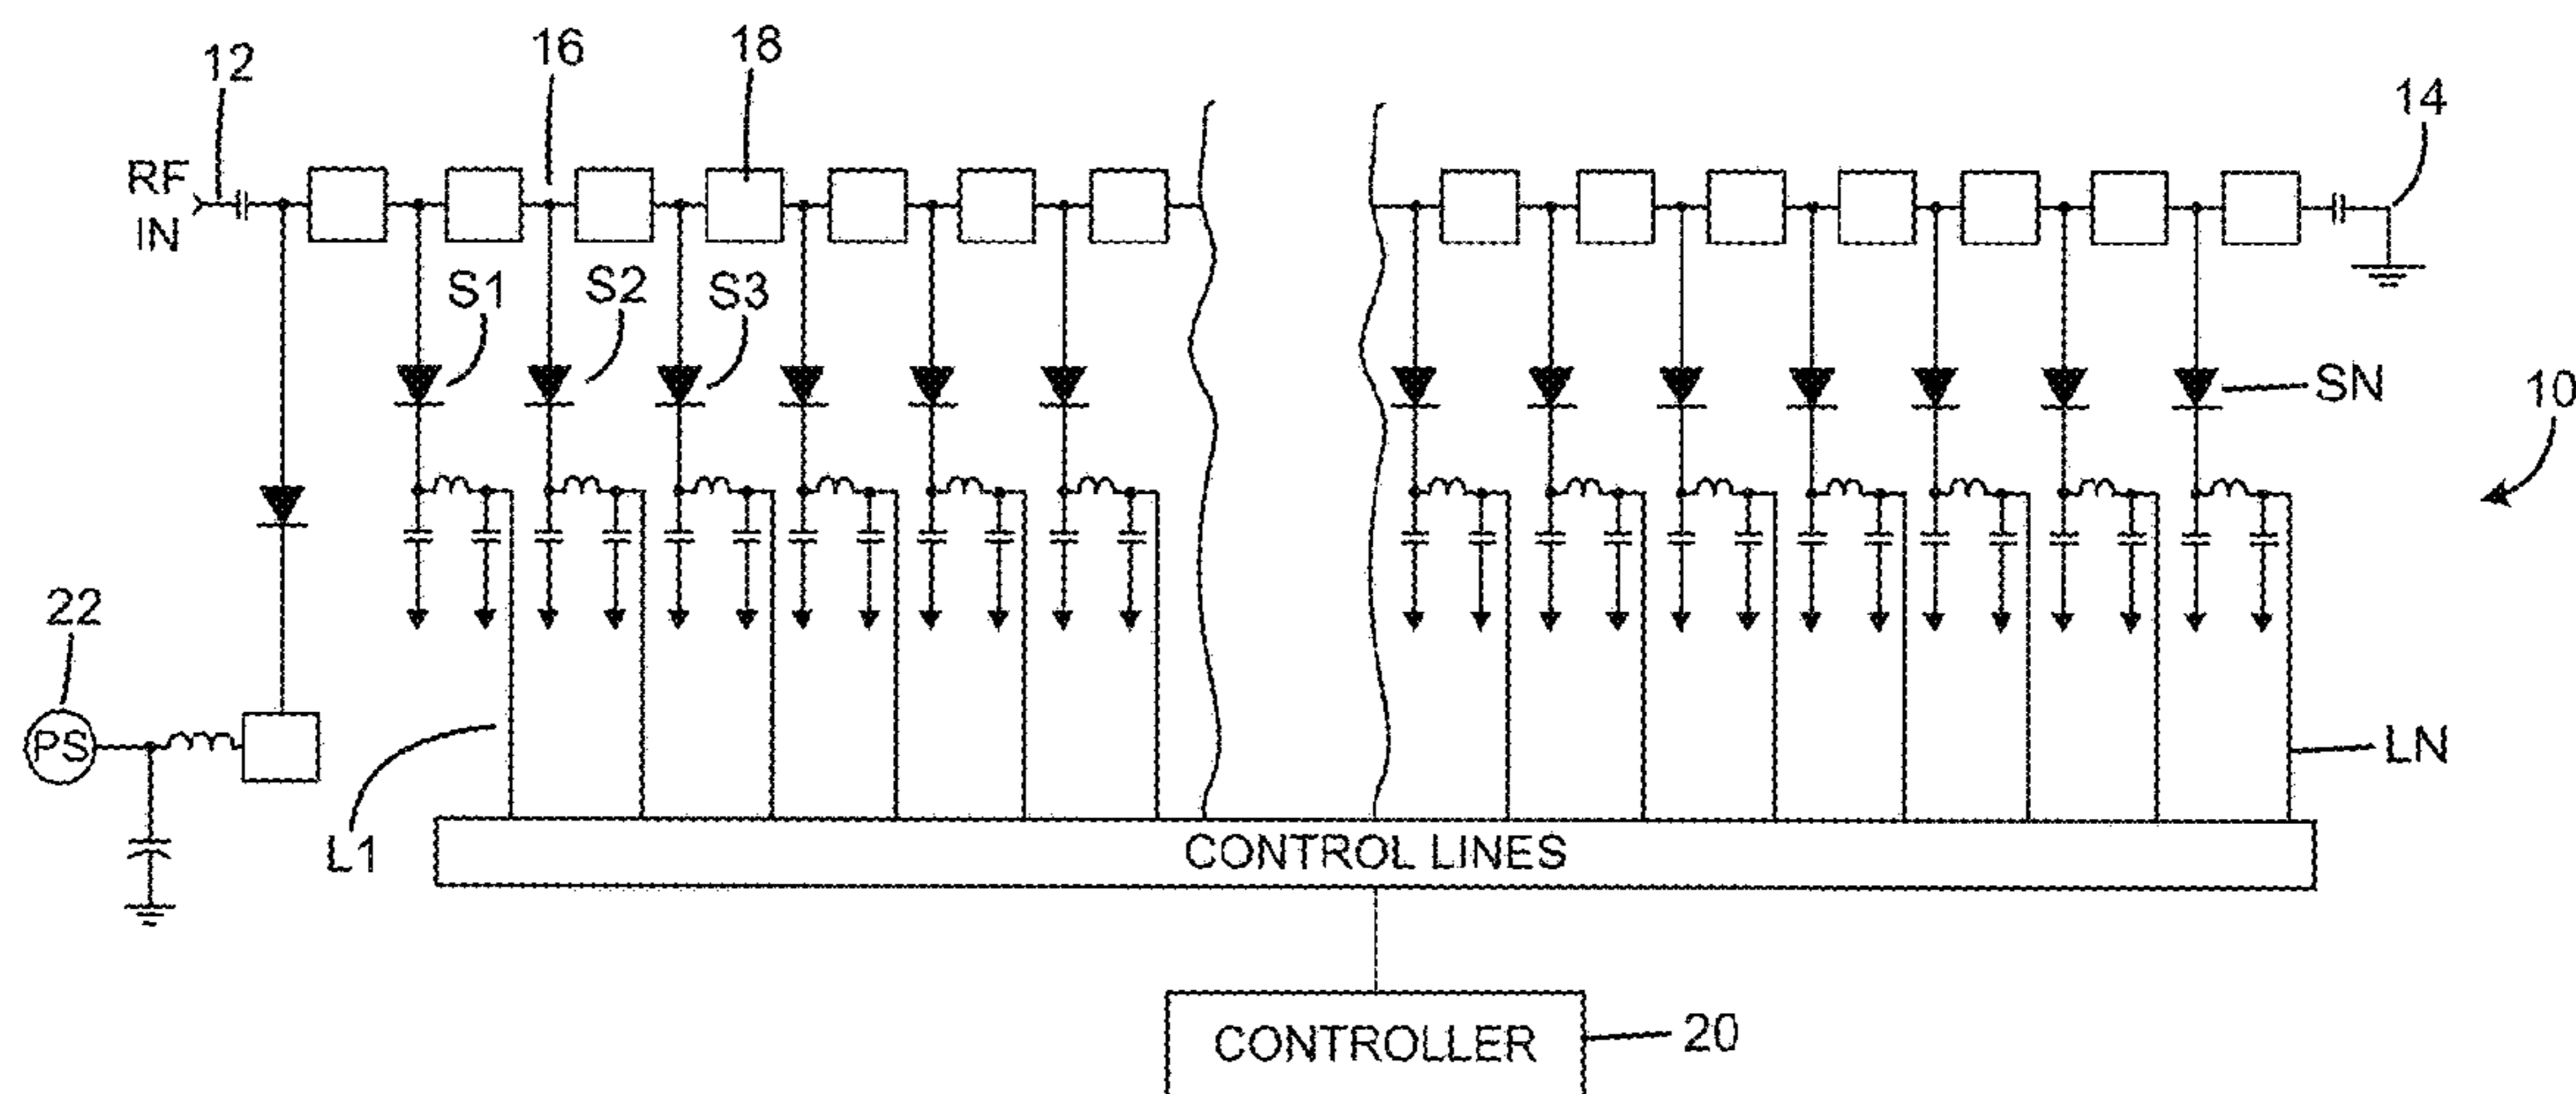 12
16
18
14
RF
IN
S1
S2
S3
SN
10
22
PS
L1
LN
CONTROL LINES
CONTROLLER
20